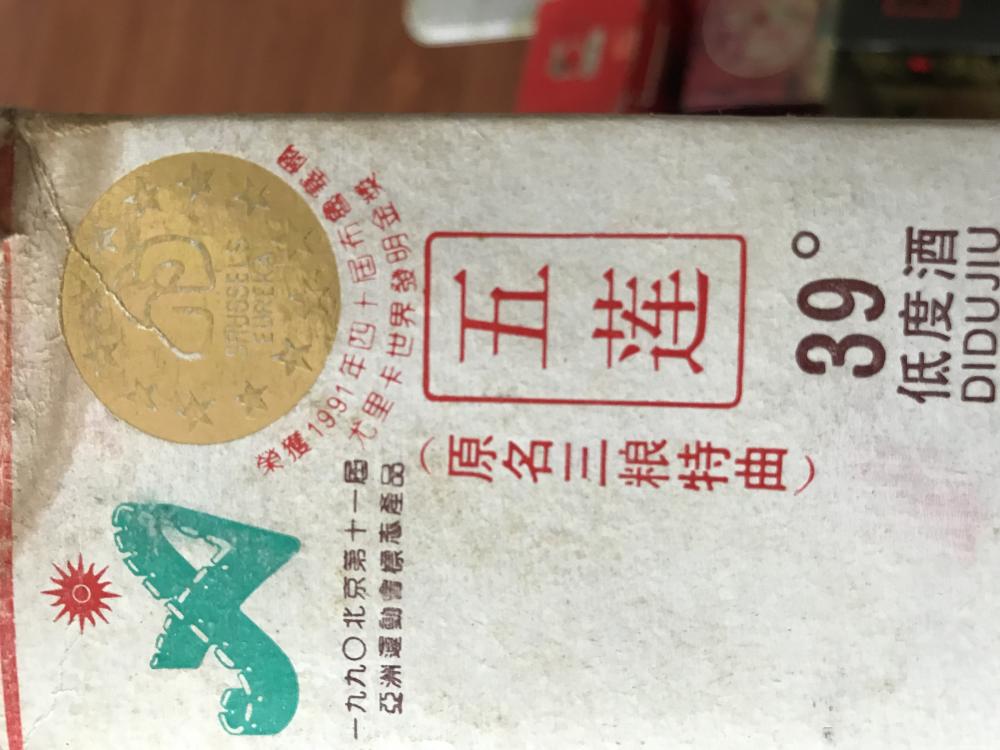 BRUSSELS
EUREKA
榮獲1991年四十届布魯塞爾
尤里卡世界發明金獎
一九九〇北京第十一届
亞洲運動會標志產品
五莲
（原名三粮特曲）
39°
低度酒
DIDUJIU